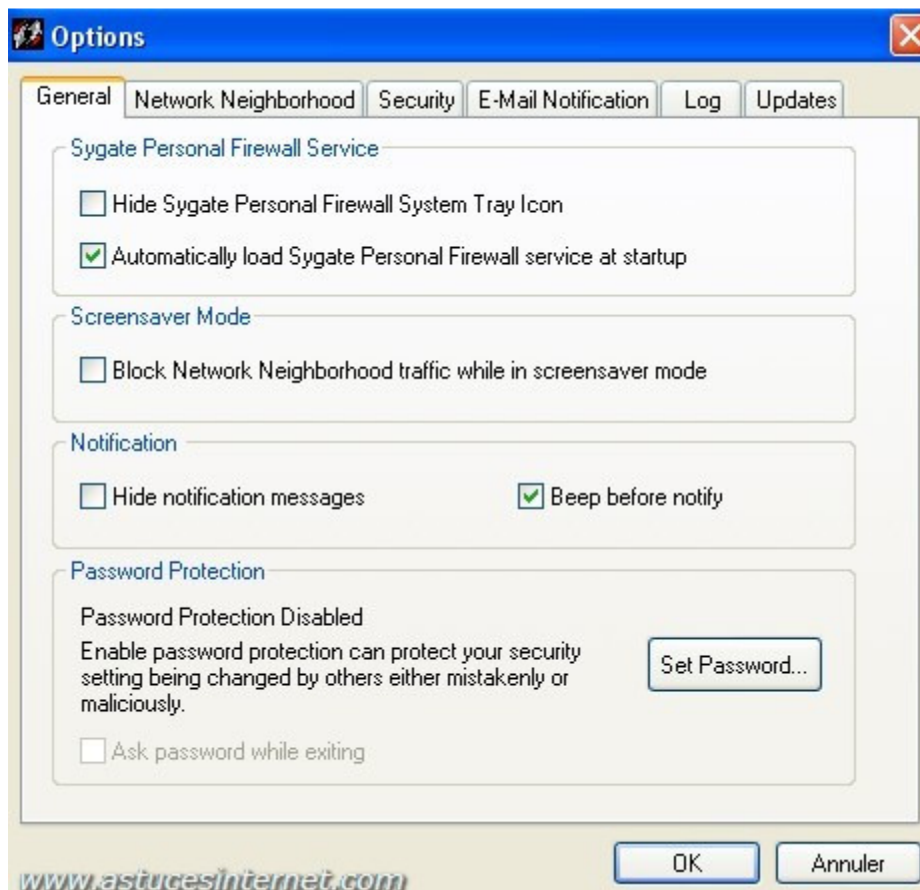 Options
General
Network Neighborhood
Security
E-Mail Notification
Log
Updates
Sygate Personal Firewall Service
Hide Sygate Personal Firewall System Tray Icon
Automatically load Sygate Personal Firewall service at startup
Screensaver Mode
Block Network Neighborhood traffic while in screensaver mode
Notification
Hide notification messages
Beep before notify
Password Protection
Password Protection Disabled
Enable password protection can protect your security
setting being changed by others either mistakenly or
maliciously.
Set Password...
Ask password while exiting
OK
Annuler
www.astucesinternet.com